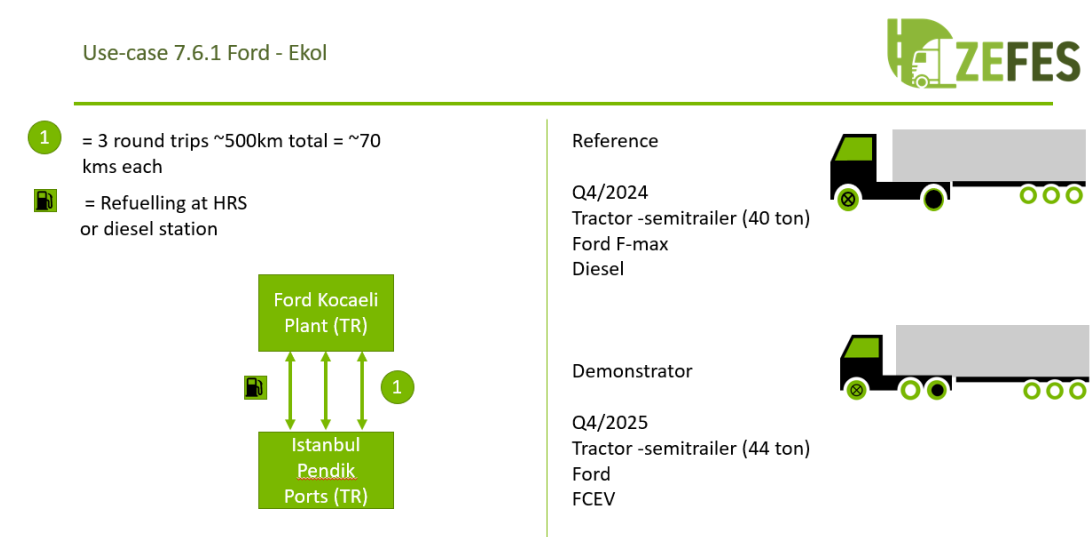 Use-case 7.6.1 Ford - Ekol
ZEFES
1
= 3 round trips ~500km total = ~70
kms each
= Refuelling at HRS
or diesel station
Ford Kocaeli
Plant (TR)
1
Istanbul
Pendik
Ports (TR)
Reference
Q4/2024
Tractor -semitrailer (40 ton)
Ford F-max
Diesel
Demonstrator
Q4/2025
Tractor -semitrailer (44 ton)
Ford
FCEV